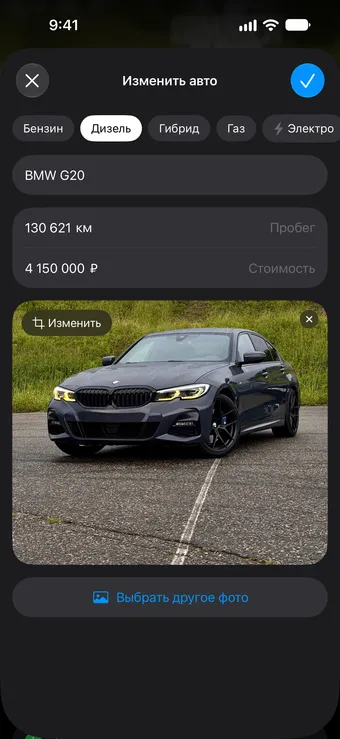 9:41
Изменить авто
Бензин Дизель Гибрид Газ Электро
BMW G20
130 621 км Пробег
4 150 000 ₽ Стоимость
Изменить
Выбрать другое фото